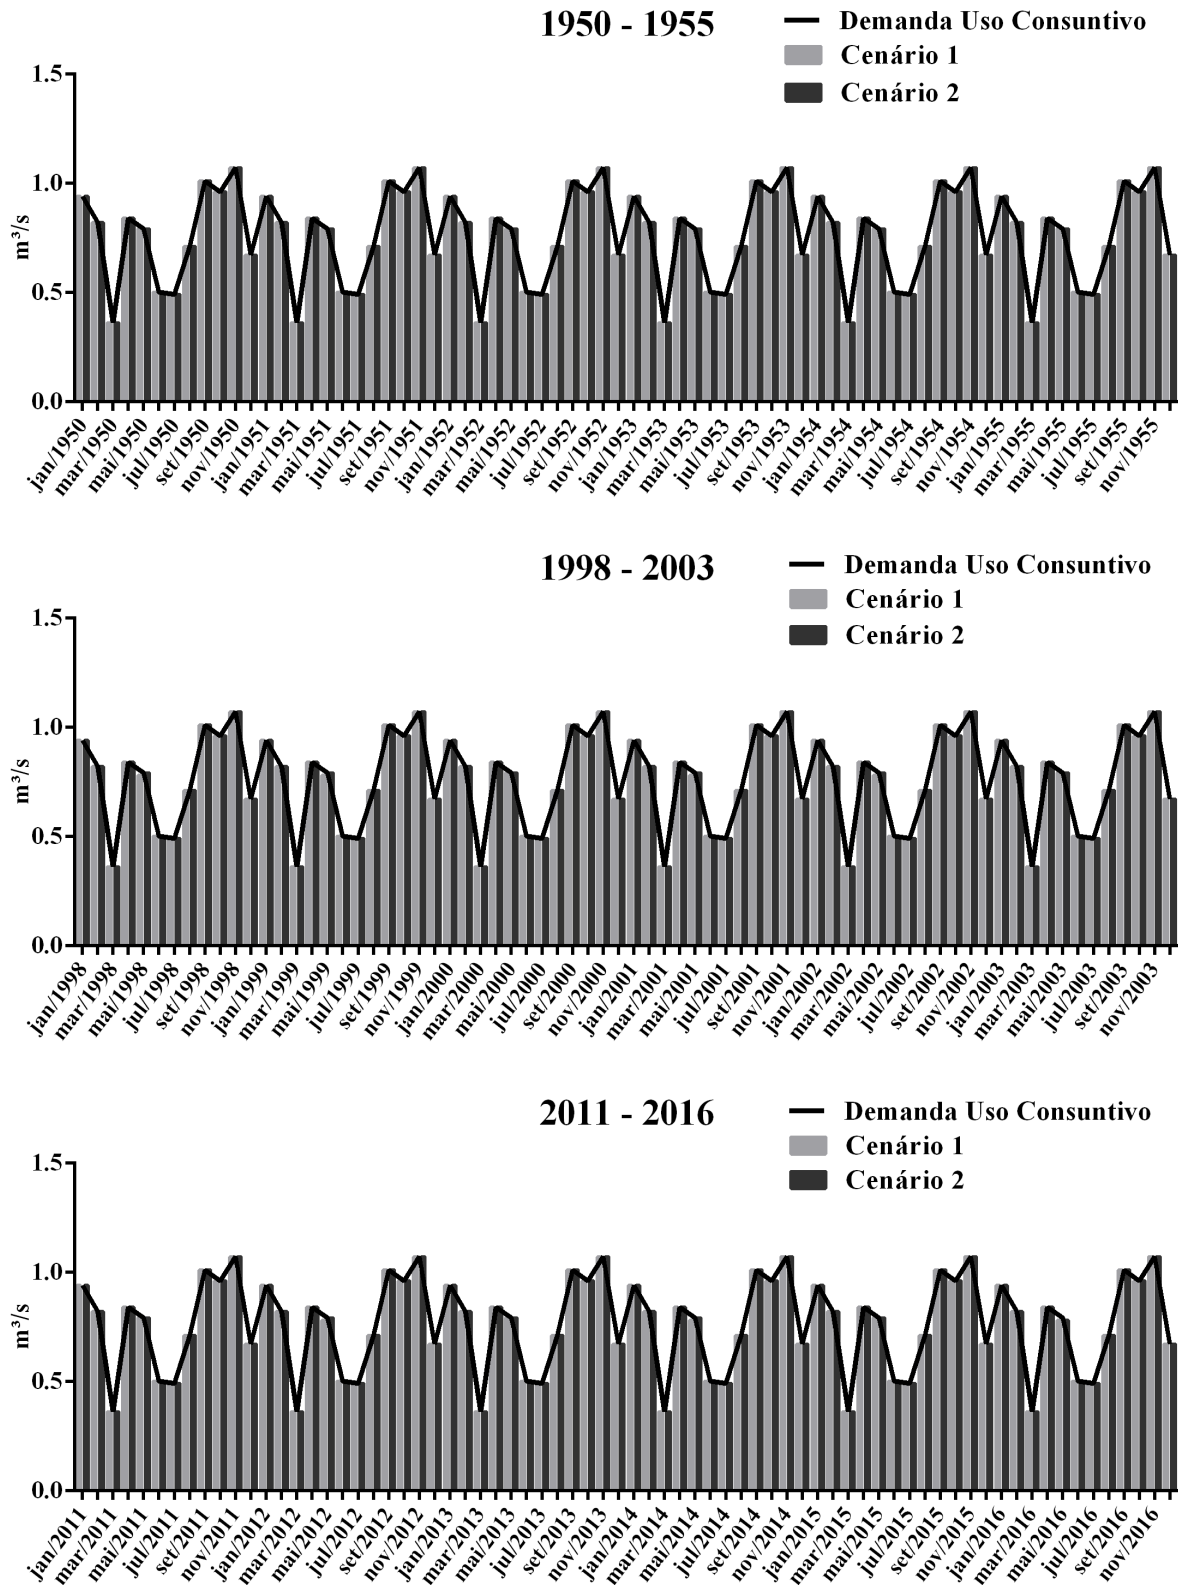 1950 - 1955
Demanda Uso Consuntivo
Cenário 1
Cenário 2
m³/s
1.5
1.0
0.5
0.0
jan/1950
mar/1950
mai/1950
jul/1950
set/1950
nov/1950
jan/1951
mar/1951
mai/1951
jul/1951
set/1951
nov/1951
jan/1952
mar/1952
mai/1952
jul/1952
set/1952
nov/1952
jan/1953
mar/1953
mai/1953
jul/1953
set/1953
nov/1953
jan/1954
mar/1954
mai/1954
jul/1954
set/1954
nov/1954
jan/1955
mar/1955
mai/1955
jul/1955
set/1955
nov/1955
1998 - 2003
Demanda Uso Consuntivo
Cenário 1
Cenário 2
m³/s
1.5
1.0
0.5
0.0
jan/1998
mar/1998
mai/1998
jul/1998
set/1998
nov/1998
jan/1999
mar/1999
mai/1999
jul/1999
set/1999
nov/1999
jan/2000
mar/2000
mai/2000
jul/2000
set/2000
nov/2000
jan/2001
mar/2001
mai/2001
jul/2001
set/2001
nov/2001
jan/2002
mar/2002
mai/2002
jul/2002
set/2002
nov/2002
jan/2003
mar/2003
mai/2003
jul/2003
set/2003
nov/2003
2011 - 2016
Demanda Uso Consuntivo
Cenário 1
Cenário 2
m³/s
1.5
1.0
0.5
0.0
jan/2011
mar/2011
mai/2011
jul/2011
set/2011
nov/2011
jan/2012
mar/2012
mai/2012
jul/2012
set/2012
nov/2012
jan/2013
mar/2013
mai/2013
jul/2013
set/2013
nov/2013
jan/2014
mar/2014
mai/2014
jul/2014
set/2014
nov/2014
jan/2015
mar/2015
mai/2015
jul/2015
set/2015
nov/2015
jan/2016
mar/2016
mai/2016
jul/2016
set/2016
nov/2016